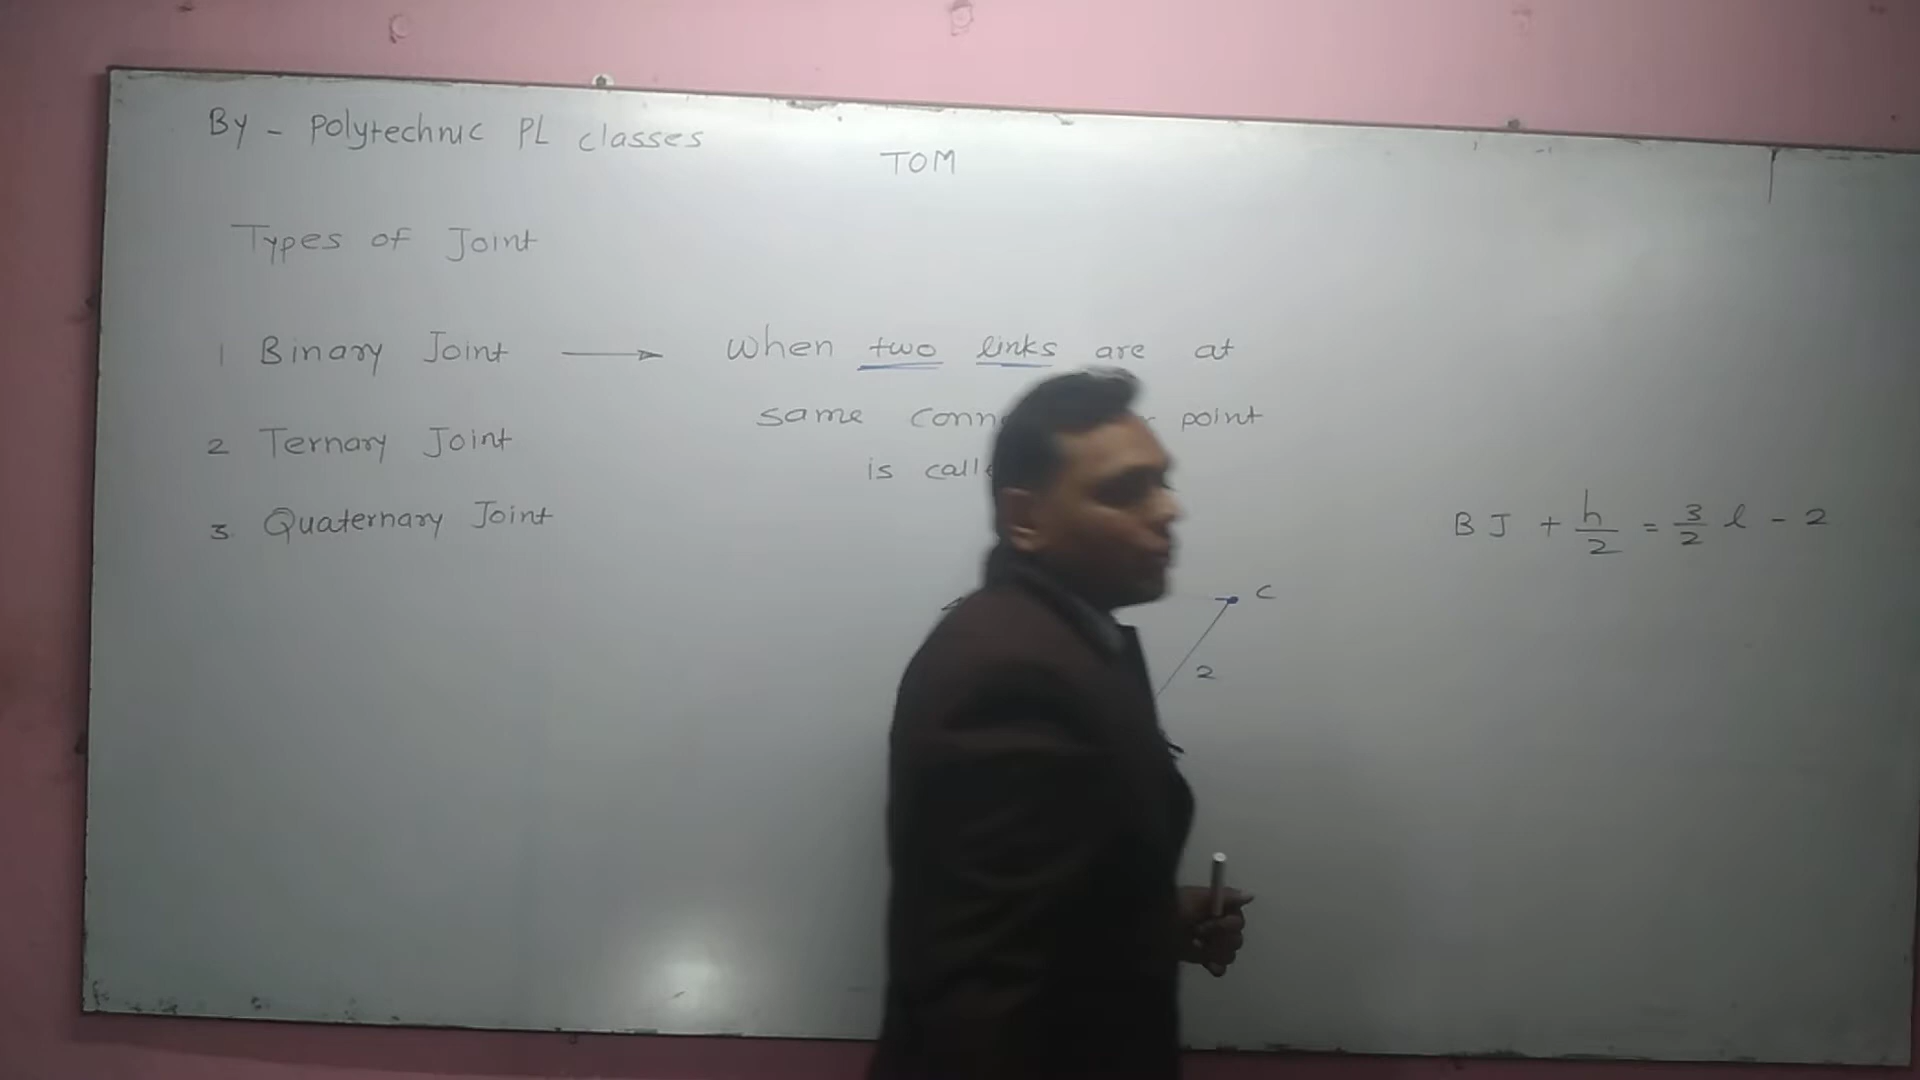 By - Polytechnic PL classes
TOM
Types of Joint
1 Binary Joint → When two links are at
same point
is
2 Ternary Joint
3. Quaternary Joint
BJ + h/2 = 3/2 l - 2
C
2